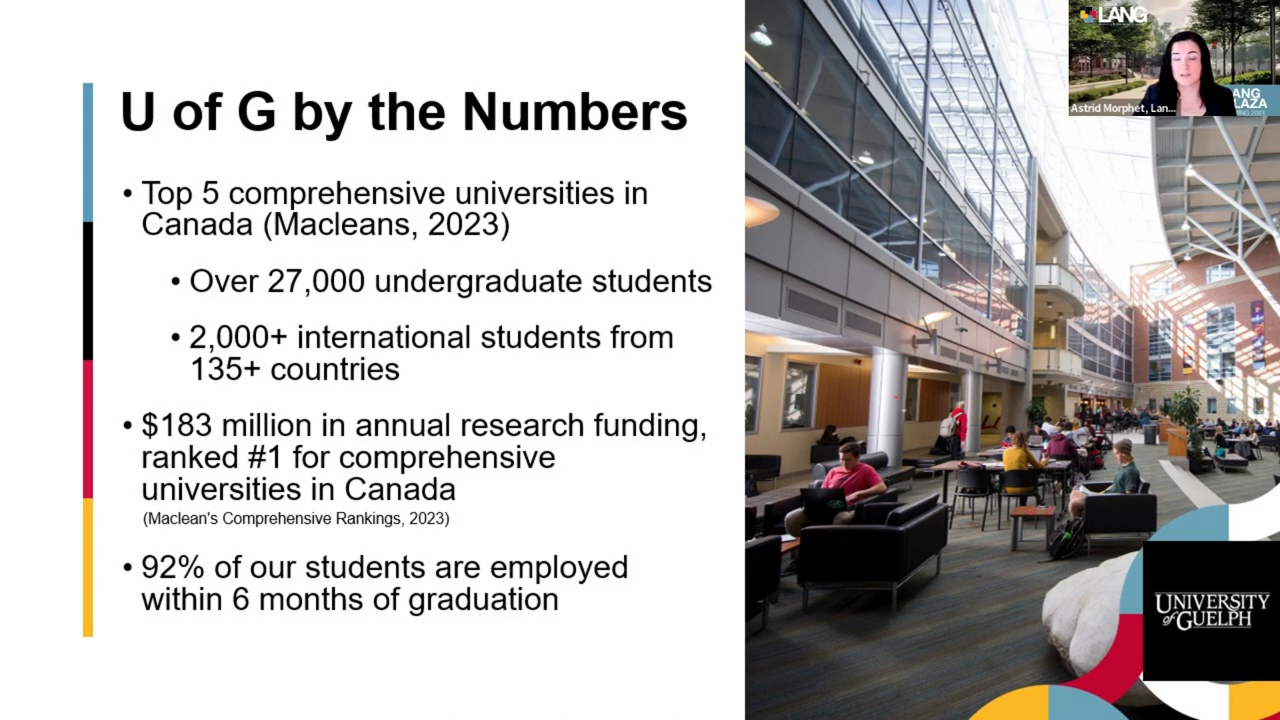 U of G by the Numbers
• Top 5 comprehensive universities in
Canada (Macleans, 2023)
• Over 27,000 undergraduate students
• 2,000+ international students from
135+ countries
• $183 million in annual research funding,
ranked #1 for comprehensive
universities in Canada
(Maclean's Comprehensive Rankings, 2023)
• 92% of our students are employed
within 6 months of graduation
LANG
Astrid Morphet, Lan...
ANG
LAZA
UNIVERSITY
of GUELPH